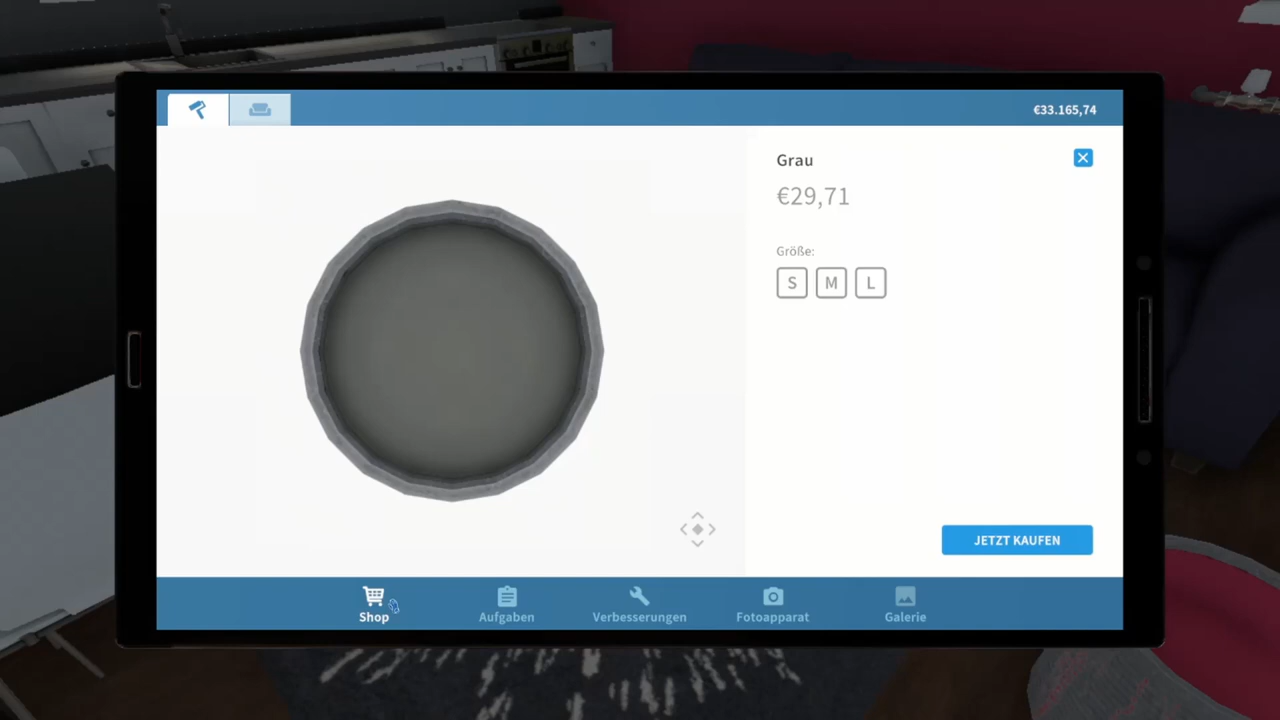 €33.165,74
Grau
€29,71
Größe:
S M L
JETZT KAUFEN
Shop Aufgaben Verbesserungen Fotoapparat Galerie